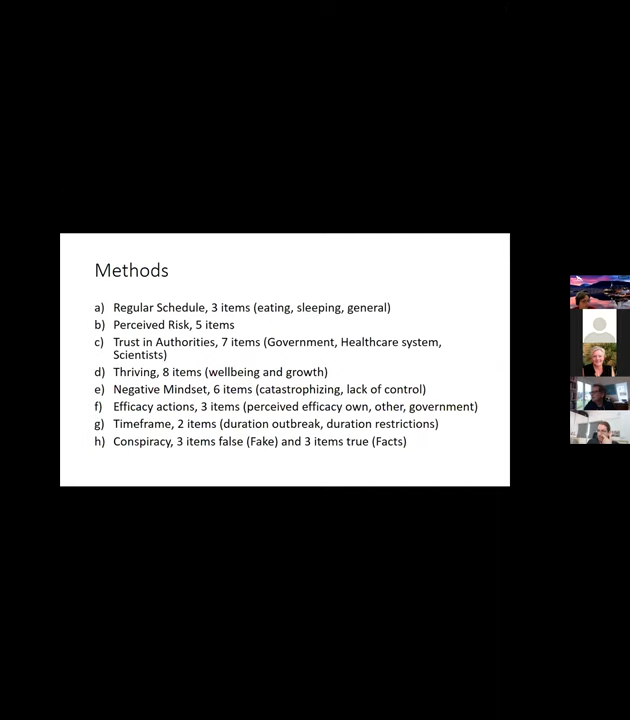 Methods
a) Regular Schedule, 3 items (eating, sleeping, general)
b) Perceived Risk, 5 items
c) Trust in Authorities, 7 items (Government, Healthcare system,
Scientists)
d) Thriving, 8 items (wellbeing and growth)
e) Negative Mindset, 6 items (catastrophizing, lack of control)
f) Efficacy actions, 3 items (perceived efficacy own, other, government)
g) Timeframe, 2 items (duration outbreak, duration restrictions)
h) Conspiracy, 3 items false (Fake) and 3 items true (Facts)